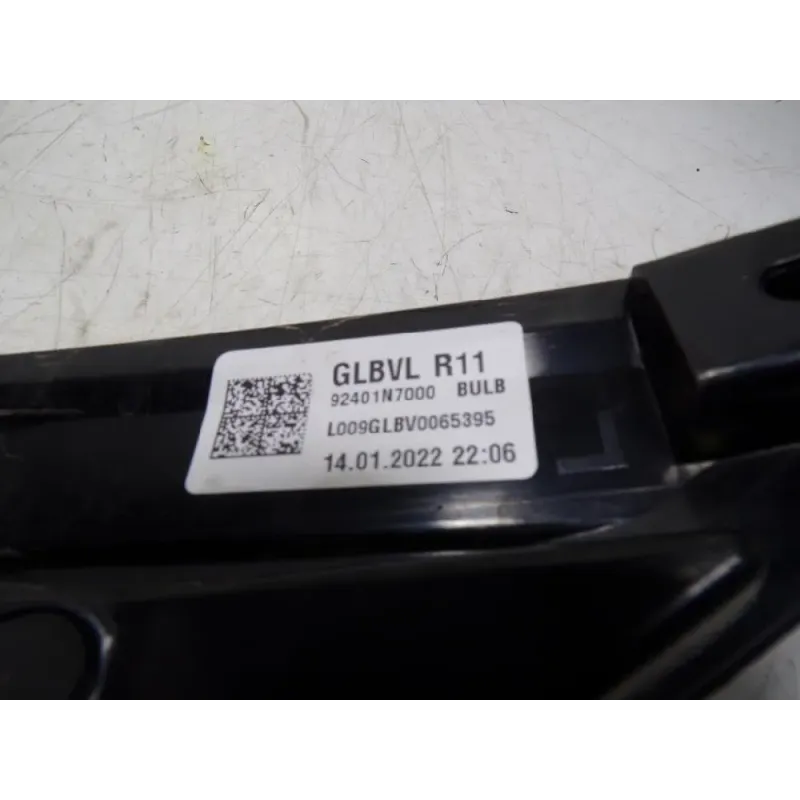 GLBVL R11
92401N7000 BULB
L009GLBV0065395
14.01.2022 22:06
L